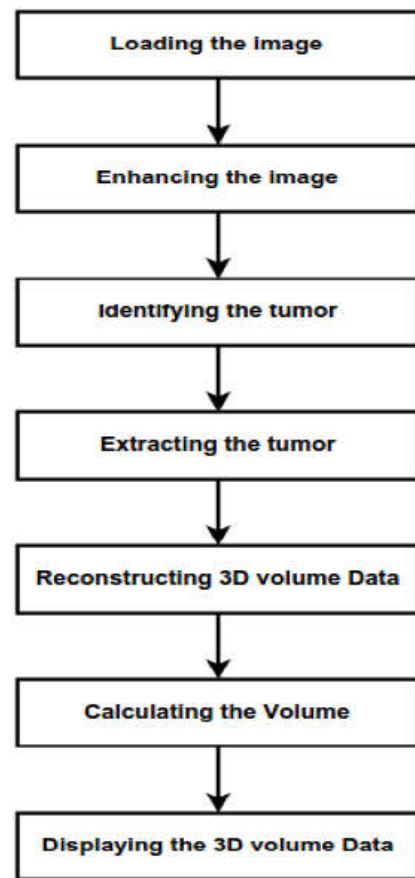 Loading the image
Enhancing the image
Identifying the tumor
Extracting the tumor
Reconstructing 3D volume Data
Calculating the Volume
Displaying the 3D volume Data